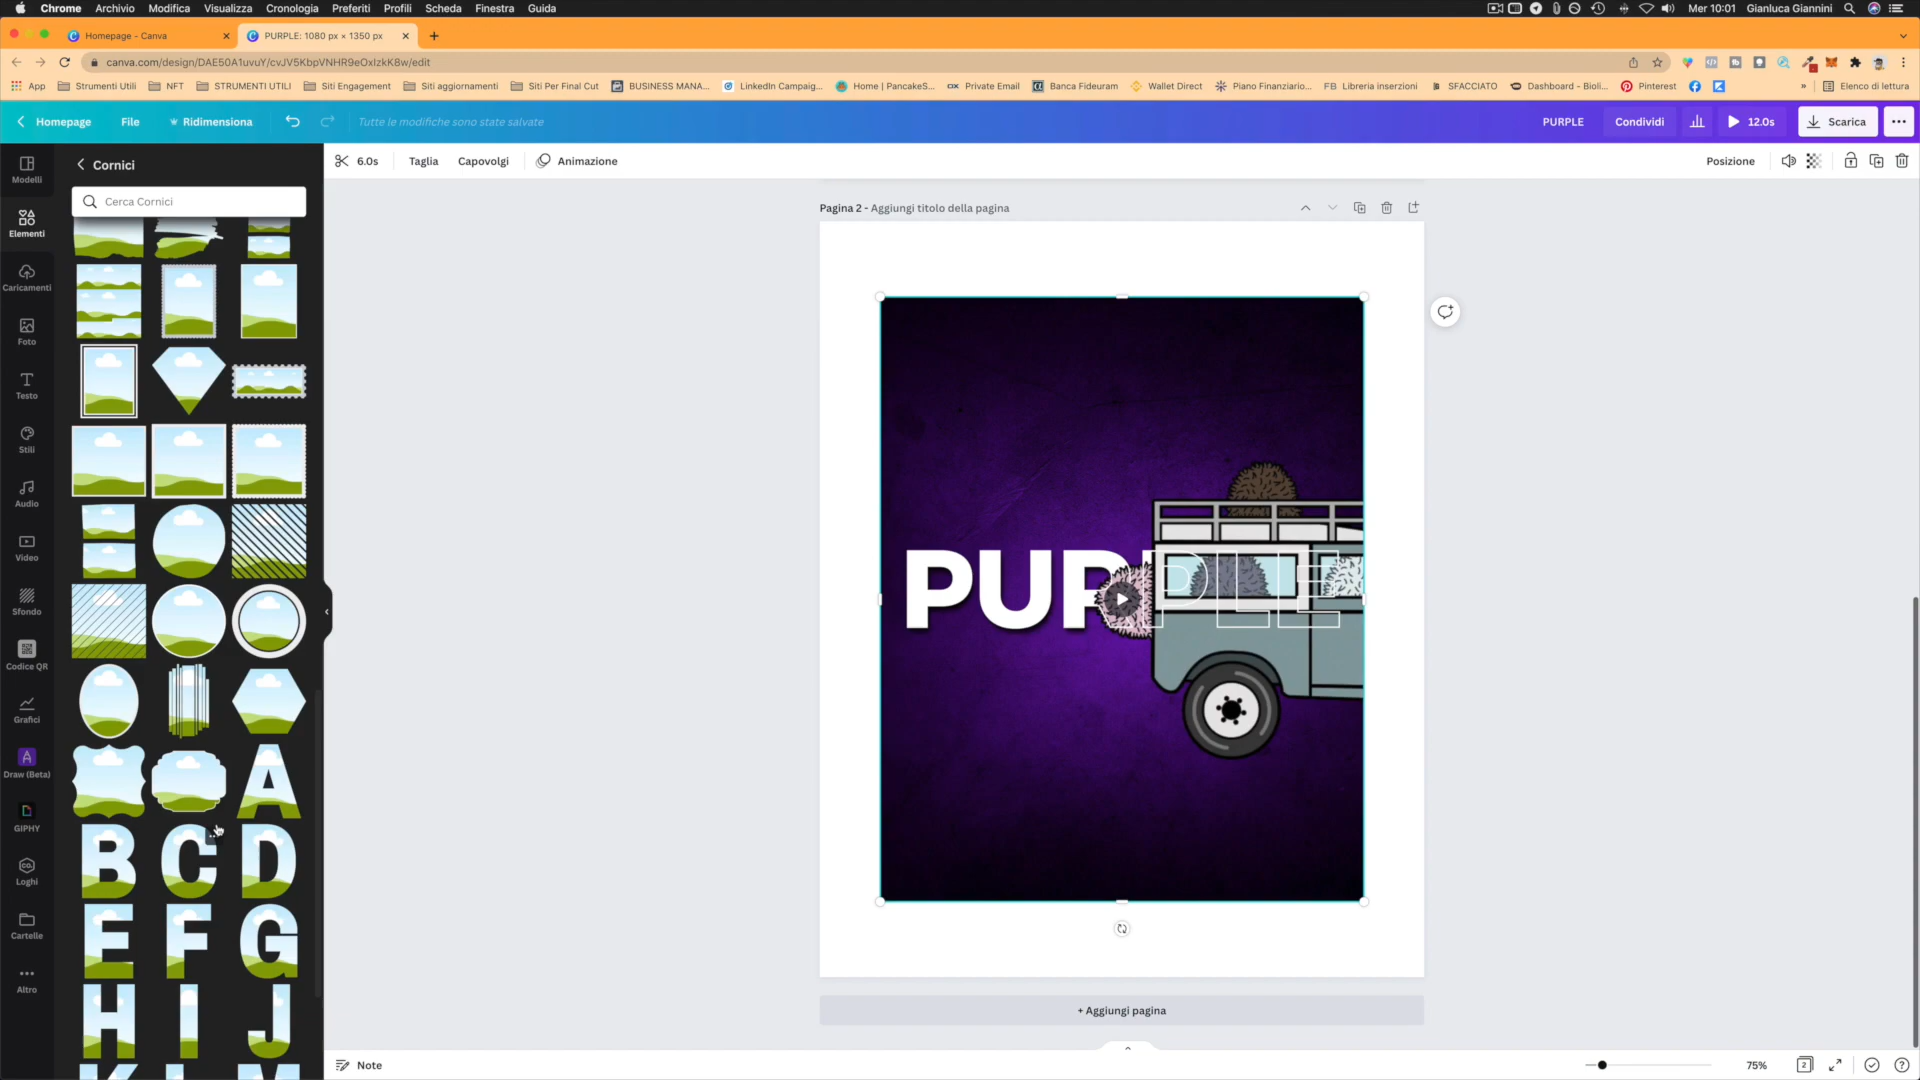 Chrome Archivio Modifica Visualizza Cronologia Preferiti Profili Scheda Finestra Guida
Mer 10:01 Gianluca Giannini
Homepage - Canva
PURPLE: 1080 px × 1350 px
canva.com/design/DAE50A1uvuY/cvJV5KbpVNHR9eOxIzkK8w/edit
App Strumenti Utili NFT STRUMENTI UTILI Siti Engagement Siti aggiornamenti Siti Per Final Cut BUSINESS MANA... LinkedIn Campaig... Home | PancakeS... Private Email Banca Fideuram Wallet Direct Piano Finanziario... FB Libreria inserzioni SFACCIATO Dashboard - Bioli... Pinterest » Elenco di lettura
Homepage File Ridimensiona Tutte le modifiche sono state salvate PURPLE Condividi 12.0s Scarica
Cornici
6.0s Taglia Capovolgi Animazione Posizione
Cerca Cornici
Modelli
Elementi
Caricamenti
Foto
Testo
Stili
Audio
Video
Sfondo
Codice QR
Grafici
Draw (Beta)
GIPHY
CO.
Loghi
Cartelle
Altro
A
B C D
E F G
H I J
Pagina 2 - Aggiungi titolo della pagina
PURPLE
+ Aggiungi pagina
Note
75%
2